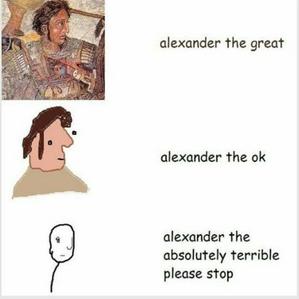 alexander the great
alexander the ok
alexander the
absolutely terrible
please stop